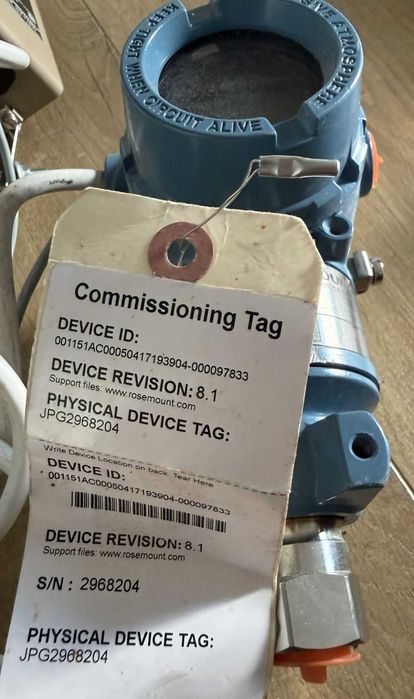 SIVE ATMOSPHERE
KEEP TIGHT WHEN CIRCUIT ALIVE
Commissioning Tag
DEVICE ID:
001151AC00050417193904-000097833
DEVICE REVISION: 8.1
Support files: www.rosemount.com
PHYSICAL DEVICE TAG:
JPG2968204
Write Device Location on back, Tear Here
DEVICE ID:
001151AC00050417193904-000097833
DEVICE REVISION: 8.1
Support files: www.rosemount.com
S/N : 2968204
PHYSICAL DEVICE TAG:
JPG2968204